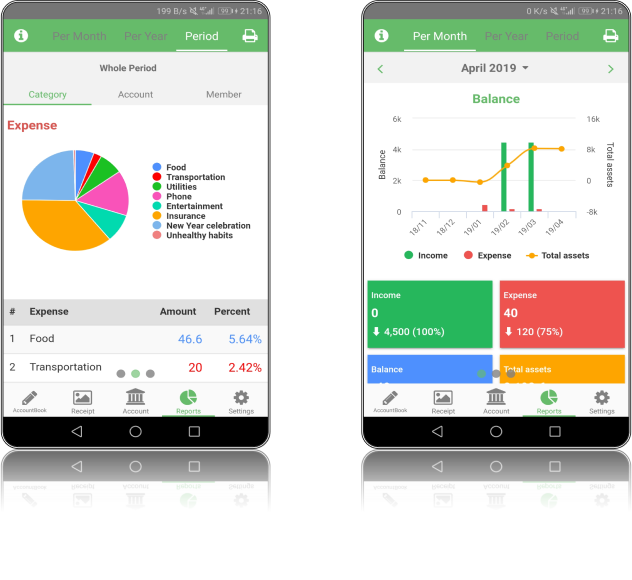 199 B/s 99 21:16
Per Month Per Year Period
Whole Period
Category Account Member
Expense
Food
Transportation
Utilities
Phone
Entertainment
Insurance
New Year celebration
Unhealthy habits
# Expense Amount Percent
1 Food 46.6 5.64%
2 Transportation 20 2.42%
AccountBook Receipt Account Reports Settings
0 K/s 99 21:16
Per Month Per Year Period
April 2019
Balance
6k 16k
4k 8k
2k 0
0 -8k
Balance
Total assets
18/11 18/12 19/01 19/02 19/03 19/04
Income Expense Total assets
Income
0
4,500 (100%)
Expense
40
120 (75%)
Balance
Total assets
AccountBook Receipt Account Reports Settings